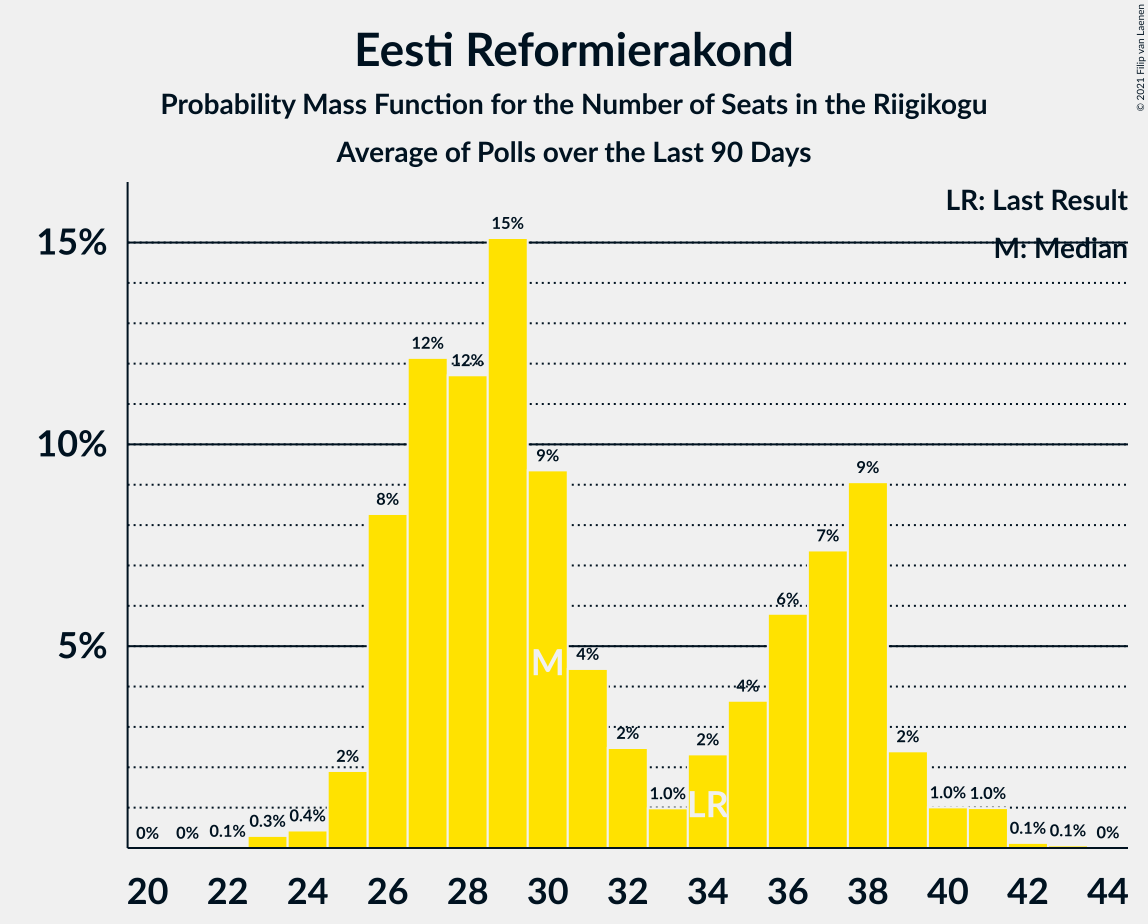 Eesti Reformierakond
Probability Mass Function for the Number of Seats in the Riigikogu
Average of Polls over the Last 90 Days
© 2021 Filip van Laenen
LR: Last Result
M: Median
15%
10%
5%
0% 0% 0.1% 0.3% 0.4% 2% 8% 12% 12% 15% 9% 4% 2% 1.0% 2% 4% 6% 7% 9% 2% 1.0% 1.0% 0.1% 0.1% 0%
M
LR
20 22 24 26 28 30 32 34 36 38 40 42 44